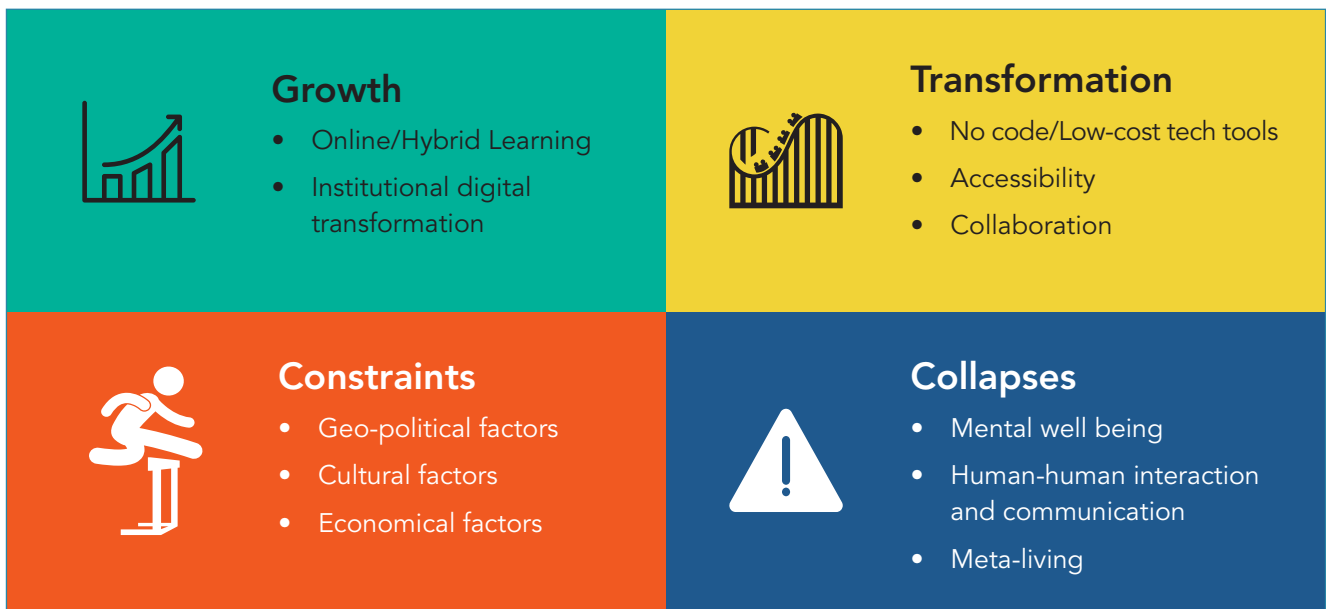 Growth
• Online/Hybrid Learning
• Institutional digital
transformation
Transformation
• No code/Low-cost tech tools
• Accessibility
• Collaboration
Constraints
• Geo-political factors
• Cultural factors
• Economical factors
Collapses
• Mental well being
• Human-human interaction
and communication
• Meta-living